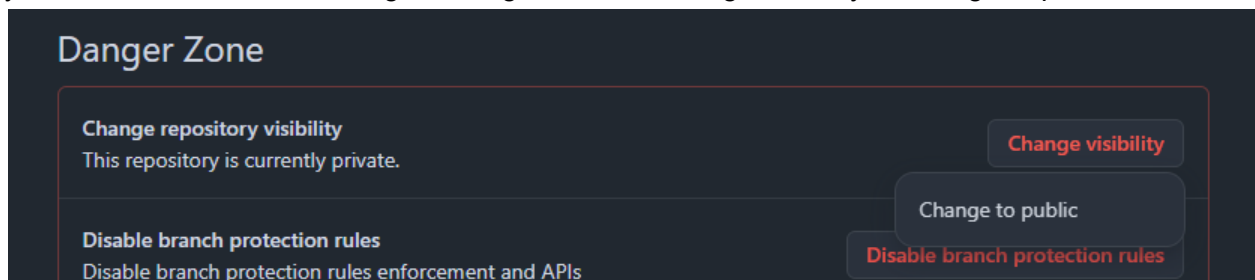 Danger Zone
Change repository visibility
This repository is currently private.
Change visibility
Change to public
Disable branch protection rules
Disable branch protection rules enforcement and APIs
Disable branch protection rules